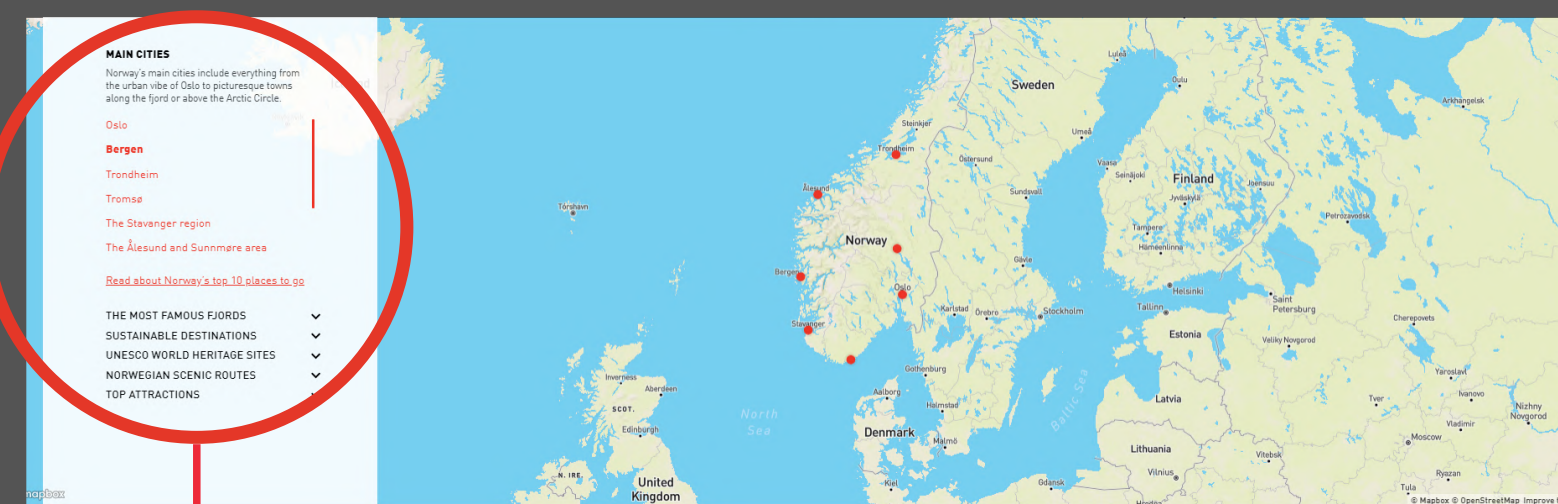 MAIN CITIES
Norway's main cities include everything from
the urban vibe of Oslo to picturesque towns
along the fjord or above the Arctic Circle.
Oslo
Bergen
Trondheim
Tromsø
The Stavanger region
The Ålesund and Sunnmøre area
Read about Norway's top 10 places to go
THE MOST FAMOUS FJORDS
SUSTAINABLE DESTINATIONS
UNESCO WORLD HERITAGE SITES
NORWEGIAN SCENIC ROUTES
TOP ATTRACTIONS
mapbox
Luleå
Oulu
Sweden
Arkhangelsk
Steinkjer
Umeå
Trondheim
Östersund
Vaasa
Seinäjoki
Finland
Joensuu
Ålesund
Sundsvall
Jyväskylä
Tórshavn
Petrozavodsk
Tampere
Norway
Hämeenlinna
Gävle
Bergen
Oslo
Helsinki
Saint
Petersburg
Karlstad
Örebro
Stockholm
Tallinn
Stavanger
Cherepovets
Estonia
Veliky Novgorod
Gothenburg
Yaroslavl
Inverness
Aberdeen
Aalborg
Baltic Sea
Latvia
Tver
Ivanovo
Nizhny
Novgorod
SCOT.
North
Sea
Halmstad
Vladimir
Edinburgh
Denmark
Malmö
Moscow
Lithuania
Vitebsk
N. IRE.
Vilnius
Ryazan
United
Kingdom
Kiel
Gdansk
Tula
© Mapbox © OpenStreetMap Improve